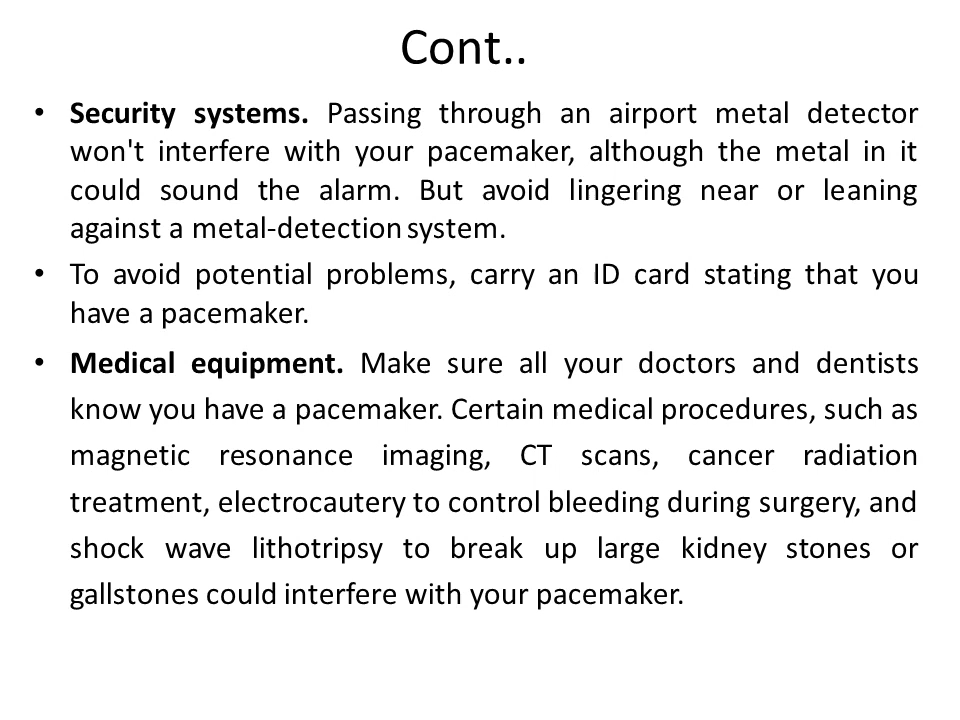 Cont..
• Security systems. Passing through an airport metal detector
won't interfere with your pacemaker, although the metal in it
could sound the alarm. But avoid lingering near or leaning
against a metal-detection system.
• To avoid potential problems, carry an ID card stating that you
have a pacemaker.
• Medical equipment. Make sure all your doctors and dentists
know you have a pacemaker. Certain medical procedures, such as
magnetic resonance imaging, CT scans, cancer radiation
treatment, electrocautery to control bleeding during surgery, and
shock wave lithotripsy to break up large kidney stones or
gallstones could interfere with your pacemaker.